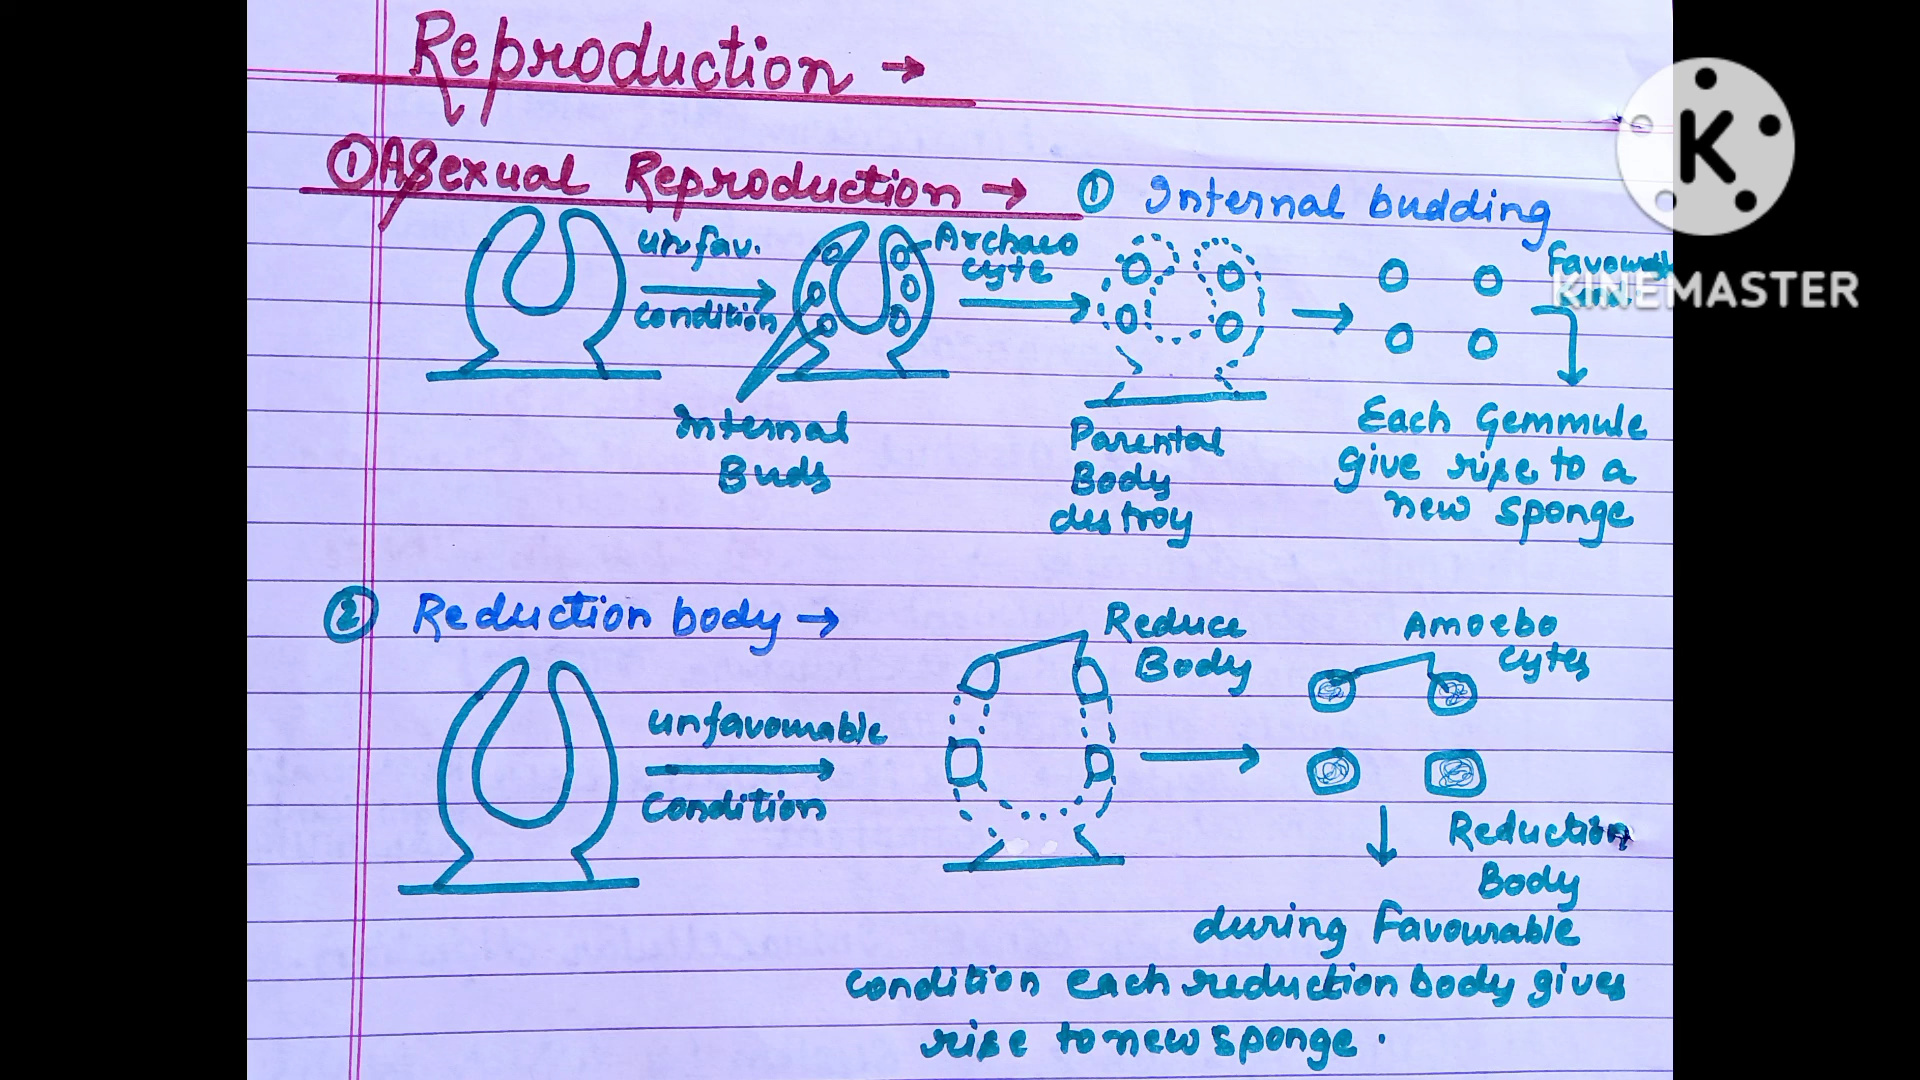 Reproduction →
① Asexual Reproduction → ① Internal budding
unfav.
condition
Archaeo
cyte
Internal
Buds
Parental
Body
destroy
Each Gemmule
give rise to a
new sponge
K
KINEMASTER
② Reduction body →
unfavourable
condition
Reduce
Body
Amoebo
cytes
Reduction
Body
during Favourable
condition each reduction body gives
rise to new sponge.